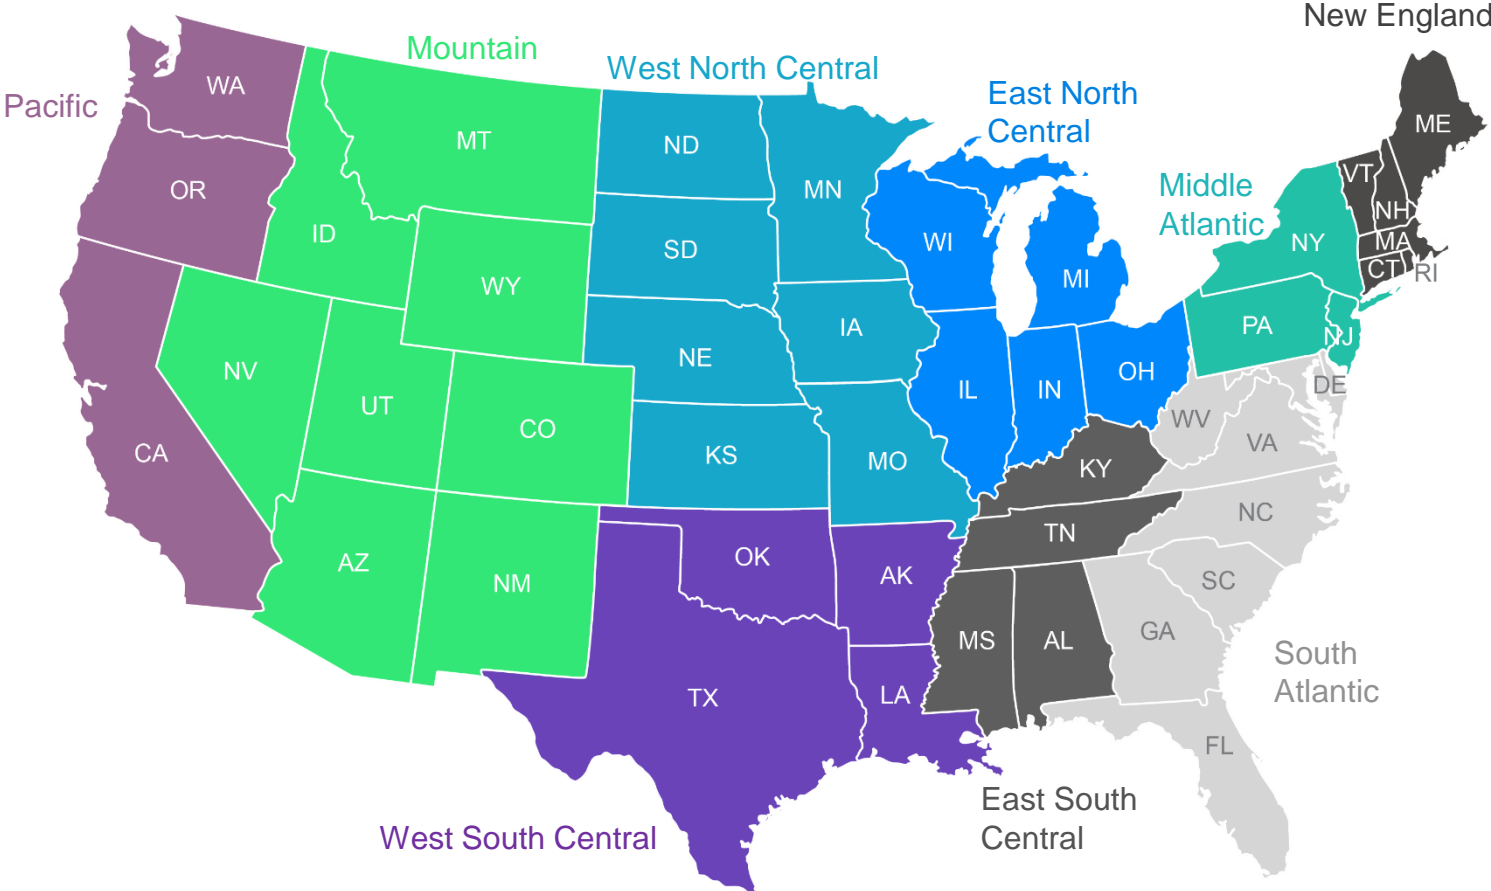 New England
Mountain
West North Central
East North
Central
Pacific
WA
MT
ND
MN
ME
OR
ID
SD
WI
MI
Middle
Atlantic
VT
NH
NY
MA
CT
RI
WY
NE
IA
PA
NJ
NV
UT
CO
KS
MO
IL
IN
OH
DE
WV
VA
CA
KY
NC
AZ
NM
OK
AK
TN
SC
MS
AL
GA
TX
LA
FL
South
Atlantic
West South Central
East South
Central